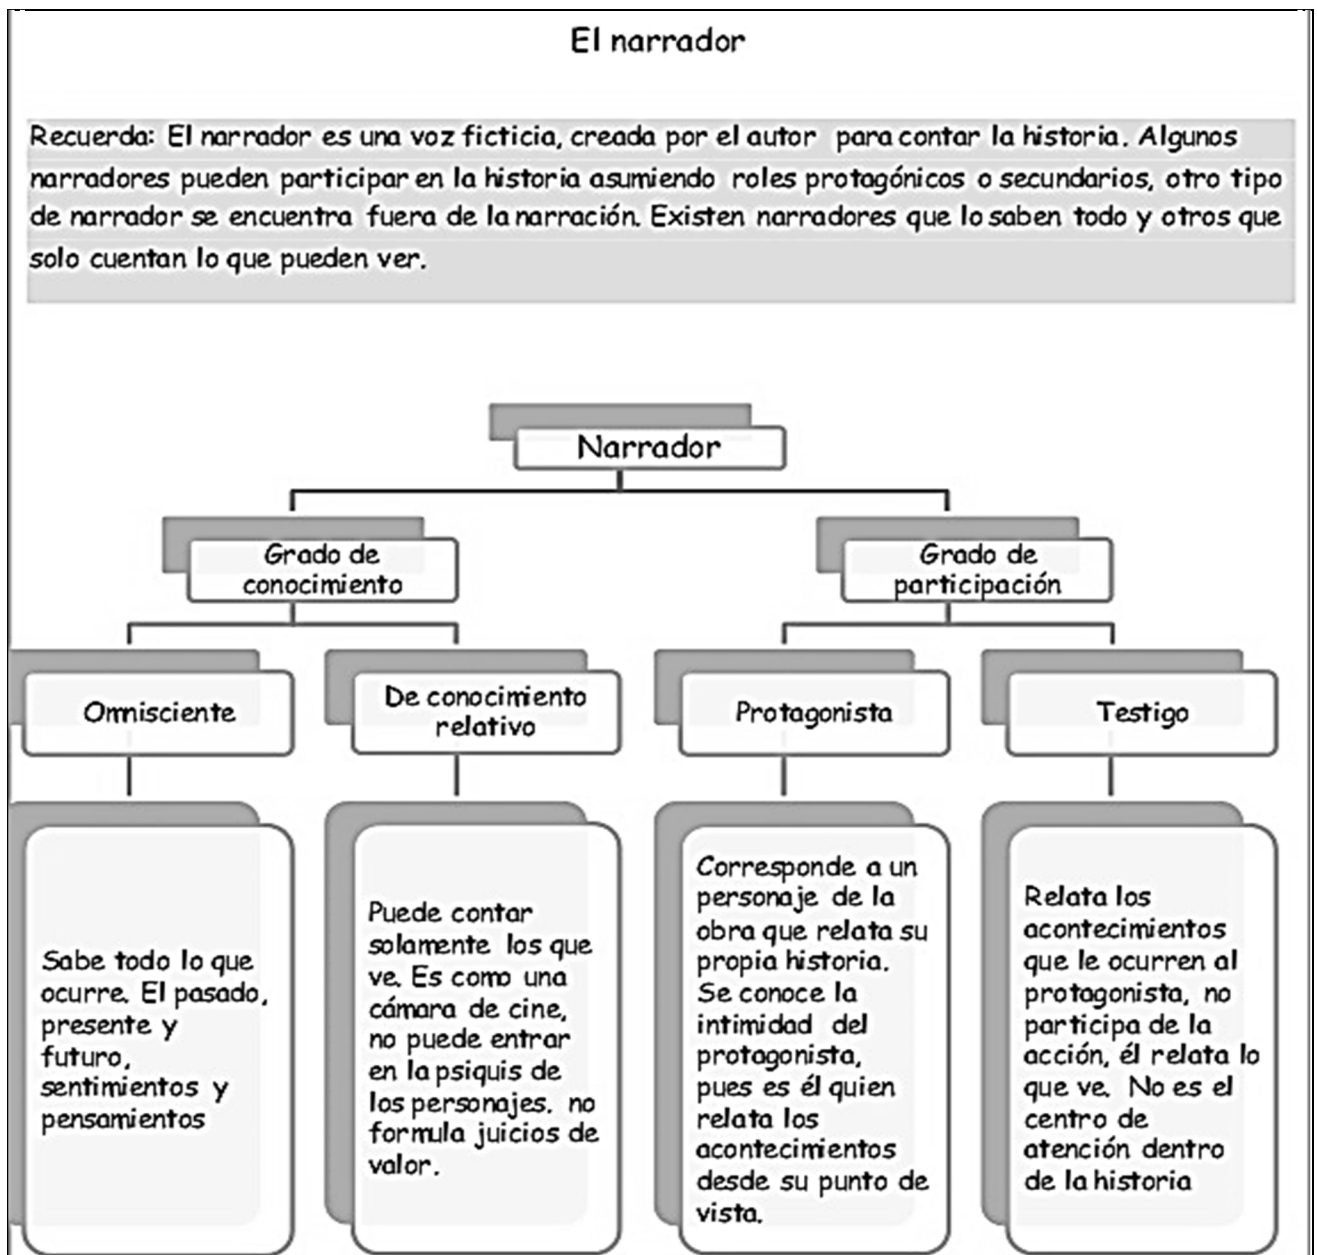 El narrador
Recuerda: El narrador es una voz ficticia, creada por el autor para contar la historia. Algunos
narradores pueden participar en la historia asumiendo roles protagónicos o secundarios, otro tipo
de narrador se encuentra fuera de la narración. Existen narradores que lo saben todo y otros que
solo cuentan lo que pueden ver.
Narrador
Grado de
conocimiento
Grado de
participación
Omnisciente
De conocimiento
relativo
Protagonista
Testigo
Sabe todo lo que
ocurre. El pasado,
presente y
futuro,
sentimientos y
pensamientos
Puede contar
solamente los que
ve. Es como una
cámara de cine,
no puede entrar
en la psiquis de
los personajes. no
formula juicios de
valor.
Corresponde a un
personaje de la
obra que relata su
propia historia.
Se conoce la
intimidad del
protagonista,
pues es él quien
relata los
acontecimientos
desde su punto de
vista.
Relata los
acontecimientos
que le ocurren al
protagonista, no
participa de la
acción, él relata lo
que ve. No es el
centro de
atención dentro
de la historia